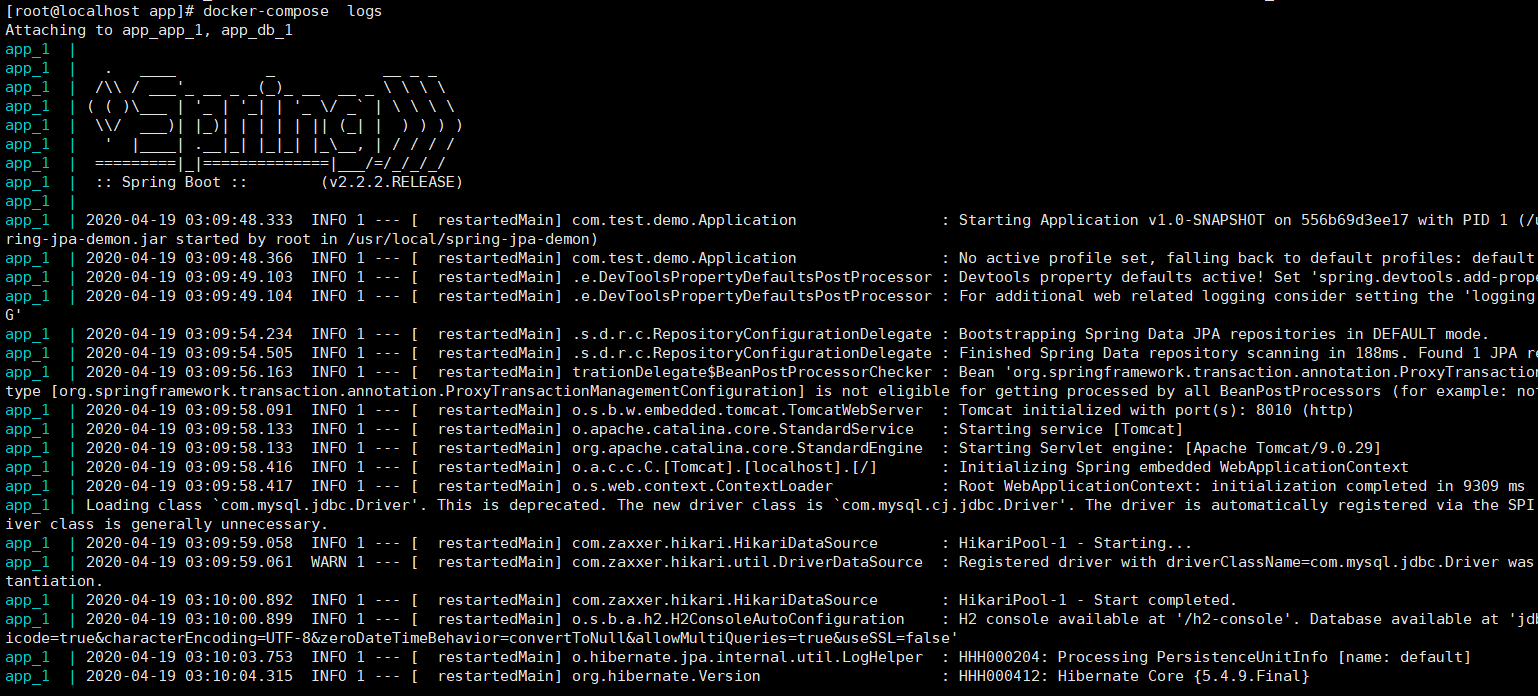 [root@localhost app]# docker-compose  logs
Attaching to app_app_1, app_db_1
app_1  |
app_1  |   .   ____          _            __ _ _
app_1  |  /\\ / ___'_ __ _ _(_)_ __  __ _ \ \ \ \
app_1  | ( ( )\___ | '_ | '_| | '_ \/ _` | \ \ \ \
app_1  |  \\/  ___)| |_)| | | | | || (_| |  ) ) ) )
app_1  |   '  |____| .__|_| |_|_| |_\__, | / / / /
app_1  |  =========|_|==============|___/=/_/_/_/
app_1  |  :: Spring Boot ::        (v2.2.2.RELEASE)
app_1  |
app_1  | 2020-04-19 03:09:48.333  INFO 1 --- [  restartedMain] com.test.demo.Application                : Starting Application v1.0-SNAPSHOT on 556b69d3ee17 with PID 1 (/u
ring-jpa-demon.jar started by root in /usr/local/spring-jpa-demon)
app_1  | 2020-04-19 03:09:48.366  INFO 1 --- [  restartedMain] com.test.demo.Application                : No active profile set, falling back to default profiles: default
app_1  | 2020-04-19 03:09:49.103  INFO 1 --- [  restartedMain] .e.DevToolsPropertyDefaultsPostProcessor : Devtools property defaults active! Set 'spring.devtools.add-prope
app_1  | 2020-04-19 03:09:49.104  INFO 1 --- [  restartedMain] .e.DevToolsPropertyDefaultsPostProcessor : For additional web related logging consider setting the 'logging
G'
app_1  | 2020-04-19 03:09:54.234  INFO 1 --- [  restartedMain] .s.d.r.c.RepositoryConfigurationDelegate : Bootstrapping Spring Data JPA repositories in DEFAULT mode.
app_1  | 2020-04-19 03:09:54.505  INFO 1 --- [  restartedMain] .s.d.r.c.RepositoryConfigurationDelegate : Finished Spring Data repository scanning in 188ms. Found 1 JPA re
app_1  | 2020-04-19 03:09:56.163  INFO 1 --- [  restartedMain] trationDelegate$BeanPostProcessorChecker : Bean 'org.springframework.transaction.annotation.ProxyTransaction
type [org.springframework.transaction.annotation.ProxyTransactionManagementConfiguration] is not eligible for getting processed by all BeanPostProcessors (for example: not
app_1  | 2020-04-19 03:09:58.091  INFO 1 --- [  restartedMain] o.s.b.w.embedded.tomcat.TomcatWebServer  : Tomcat initialized with port(s): 8010 (http)
app_1  | 2020-04-19 03:09:58.133  INFO 1 --- [  restartedMain] o.apache.catalina.core.StandardService   : Starting service [Tomcat]
app_1  | 2020-04-19 03:09:58.133  INFO 1 --- [  restartedMain] org.apache.catalina.core.StandardEngine  : Starting Servlet engine: [Apache Tomcat/9.0.29]
app_1  | 2020-04-19 03:09:58.416  INFO 1 --- [  restartedMain] o.a.c.c.C.[Tomcat].[localhost].[/]       : Initializing Spring embedded WebApplicationContext
app_1  | 2020-04-19 03:09:58.417  INFO 1 --- [  restartedMain] o.s.web.context.ContextLoader            : Root WebApplicationContext: initialization completed in 9309 ms
app_1  | Loading class `com.mysql.jdbc.Driver'. This is deprecated. The new driver class is `com.mysql.cj.jdbc.Driver'. The driver is automatically registered via the SPI
iver class is generally unnecessary.
app_1  | 2020-04-19 03:09:59.058  INFO 1 --- [  restartedMain] com.zaxxer.hikari.HikariDataSource       : HikariPool-1 - Starting...
app_1  | 2020-04-19 03:09:59.061  WARN 1 --- [  restartedMain] com.zaxxer.hikari.util.DriverDataSource  : Registered driver with driverClassName=com.mysql.jdbc.Driver was
tantiation.
app_1  | 2020-04-19 03:10:00.892  INFO 1 --- [  restartedMain] com.zaxxer.hikari.HikariDataSource       : HikariPool-1 - Start completed.
app_1  | 2020-04-19 03:10:00.899  INFO 1 --- [  restartedMain] o.s.b.a.h2.H2ConsoleAutoConfiguration    : H2 console available at '/h2-console'. Database available at 'jdb
icode=true&characterEncoding=UTF-8&zeroDateTimeBehavior=convertToNull&allowMultiQueries=true&useSSL=false'
app_1  | 2020-04-19 03:10:03.753  INFO 1 --- [  restartedMain] o.hibernate.jpa.internal.util.LogHelper  : HHH000204: Processing PersistenceUnitInfo [name: default]
app_1  | 2020-04-19 03:10:04.315  INFO 1 --- [  restartedMain] org.hibernate.Version                    : HHH000412: Hibernate Core {5.4.9.Final}